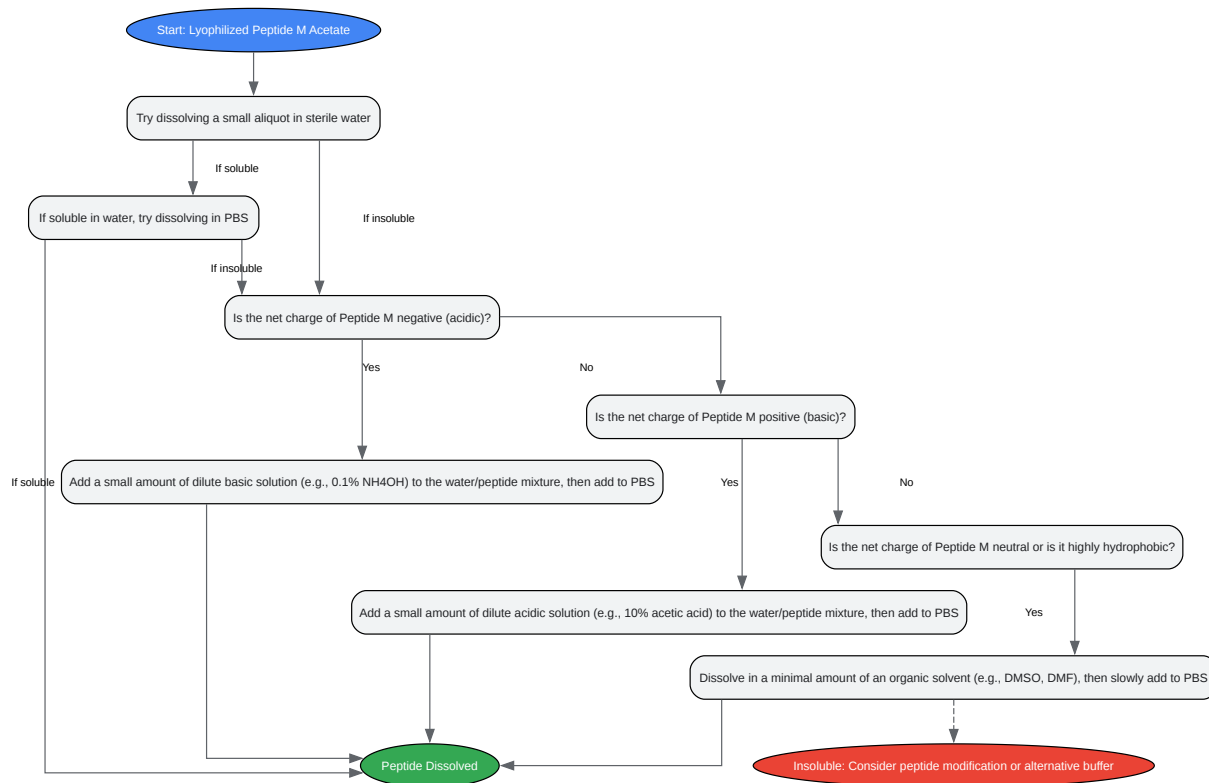 Start: Lyophilized Peptide M Acetate
Try dissolving a small aliquot in sterile water
If soluble
If soluble in water, try dissolving in PBS
If insoluble
If insoluble
Is the net charge of Peptide M negative (acidic)?
Yes
No
Is the net charge of Peptide M positive (basic)?
If soluble
Add a small amount of dilute basic solution (e.g., 0.1% NH4OH) to the water/peptide mixture, then add to PBS
Yes
No
Is the net charge of Peptide M neutral or is it highly hydrophobic?
Add a small amount of dilute acidic solution (e.g., 10% acetic acid) to the water/peptide mixture, then add to PBS
Yes
Dissolve in a minimal amount of an organic solvent (e.g., DMSO, DMF), then slowly add to PBS
Peptide Dissolved
Insoluble: Consider peptide modification or alternative buffer